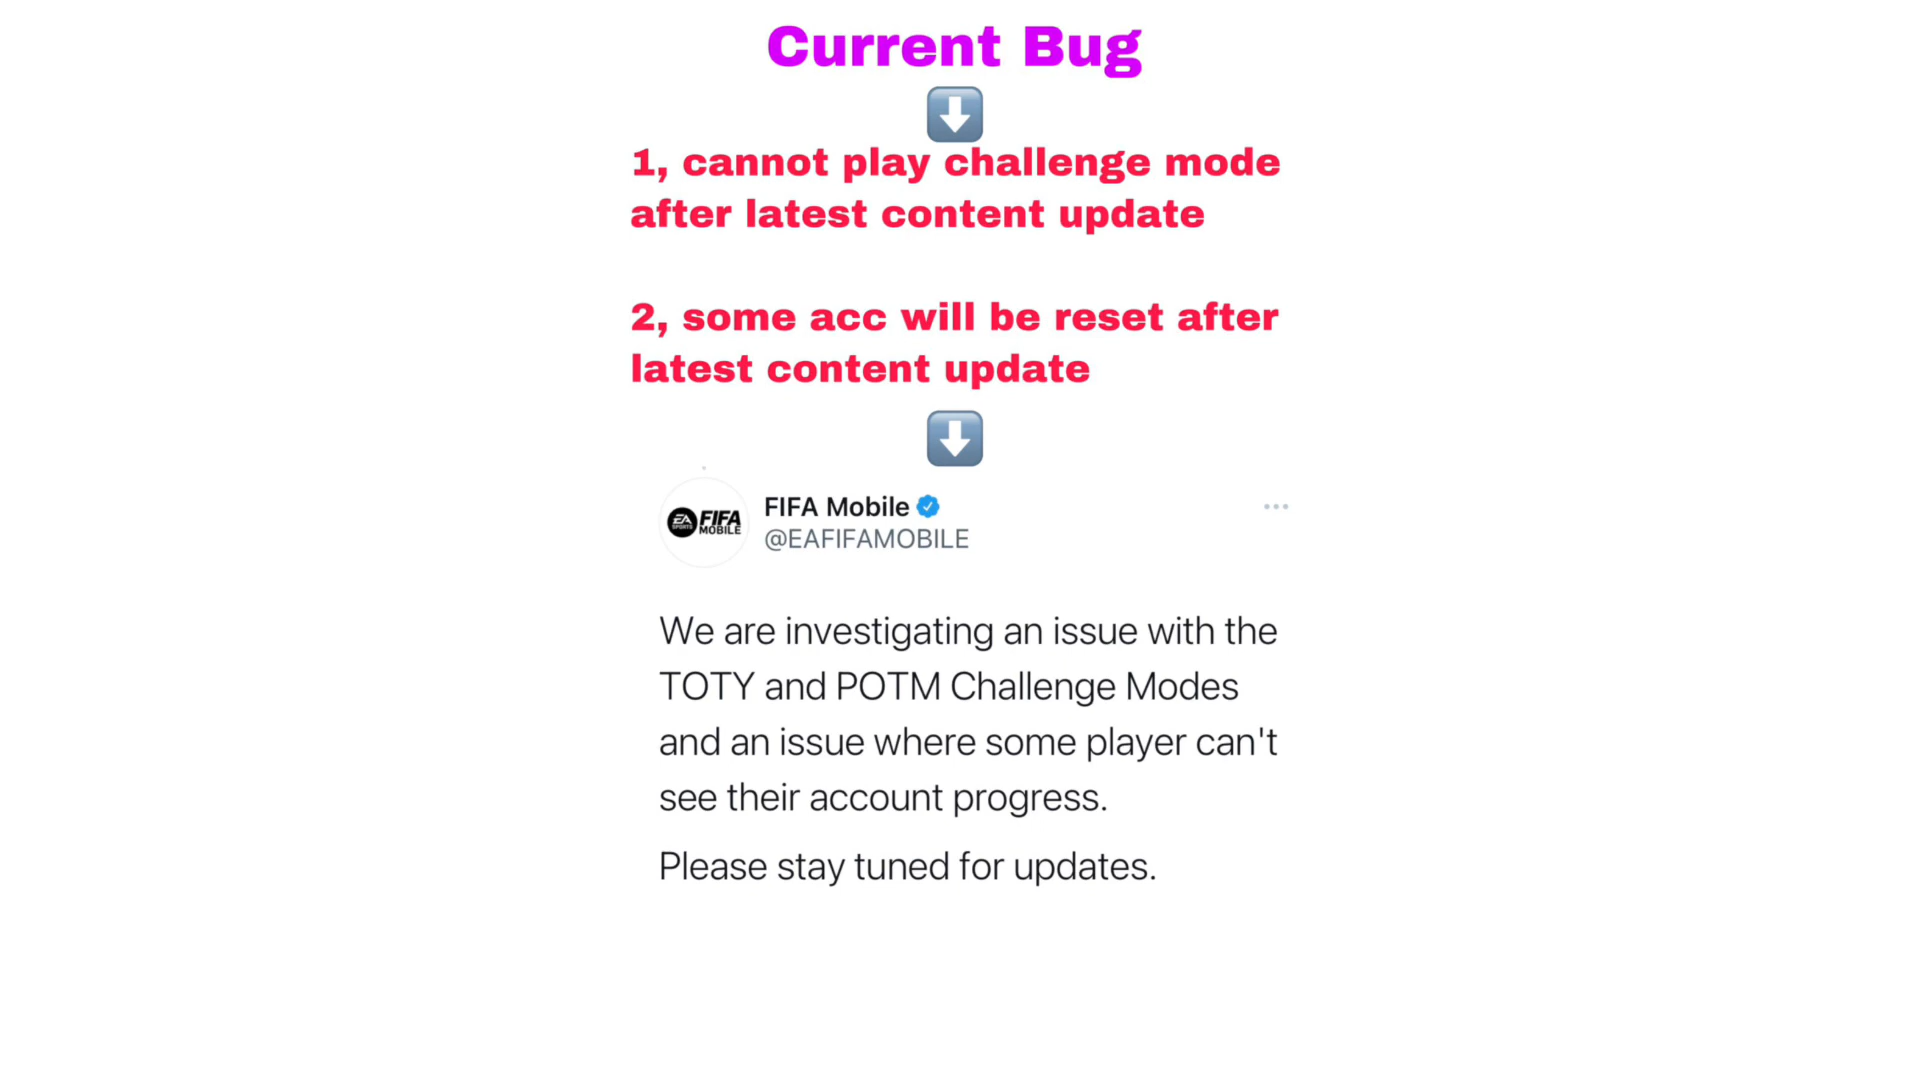 Current Bug
1, cannot play challenge mode
after latest content update
2, some acc will be reset after
latest content update
EA SPORTS FIFA MOBILE
FIFA Mobile
@EAFIFAMOBILE
We are investigating an issue with the
TOTY and POTM Challenge Modes
and an issue where some player can't
see their account progress.
Please stay tuned for updates.